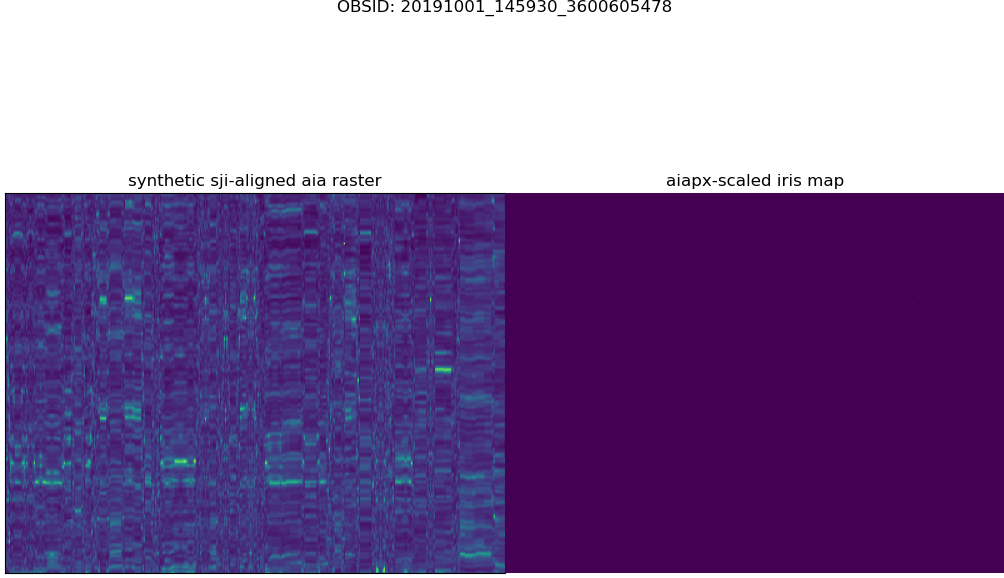 OBSID: 20191001_145930_3600605478
synthetic sji-aligned aia raster
aiapx-scaled iris map